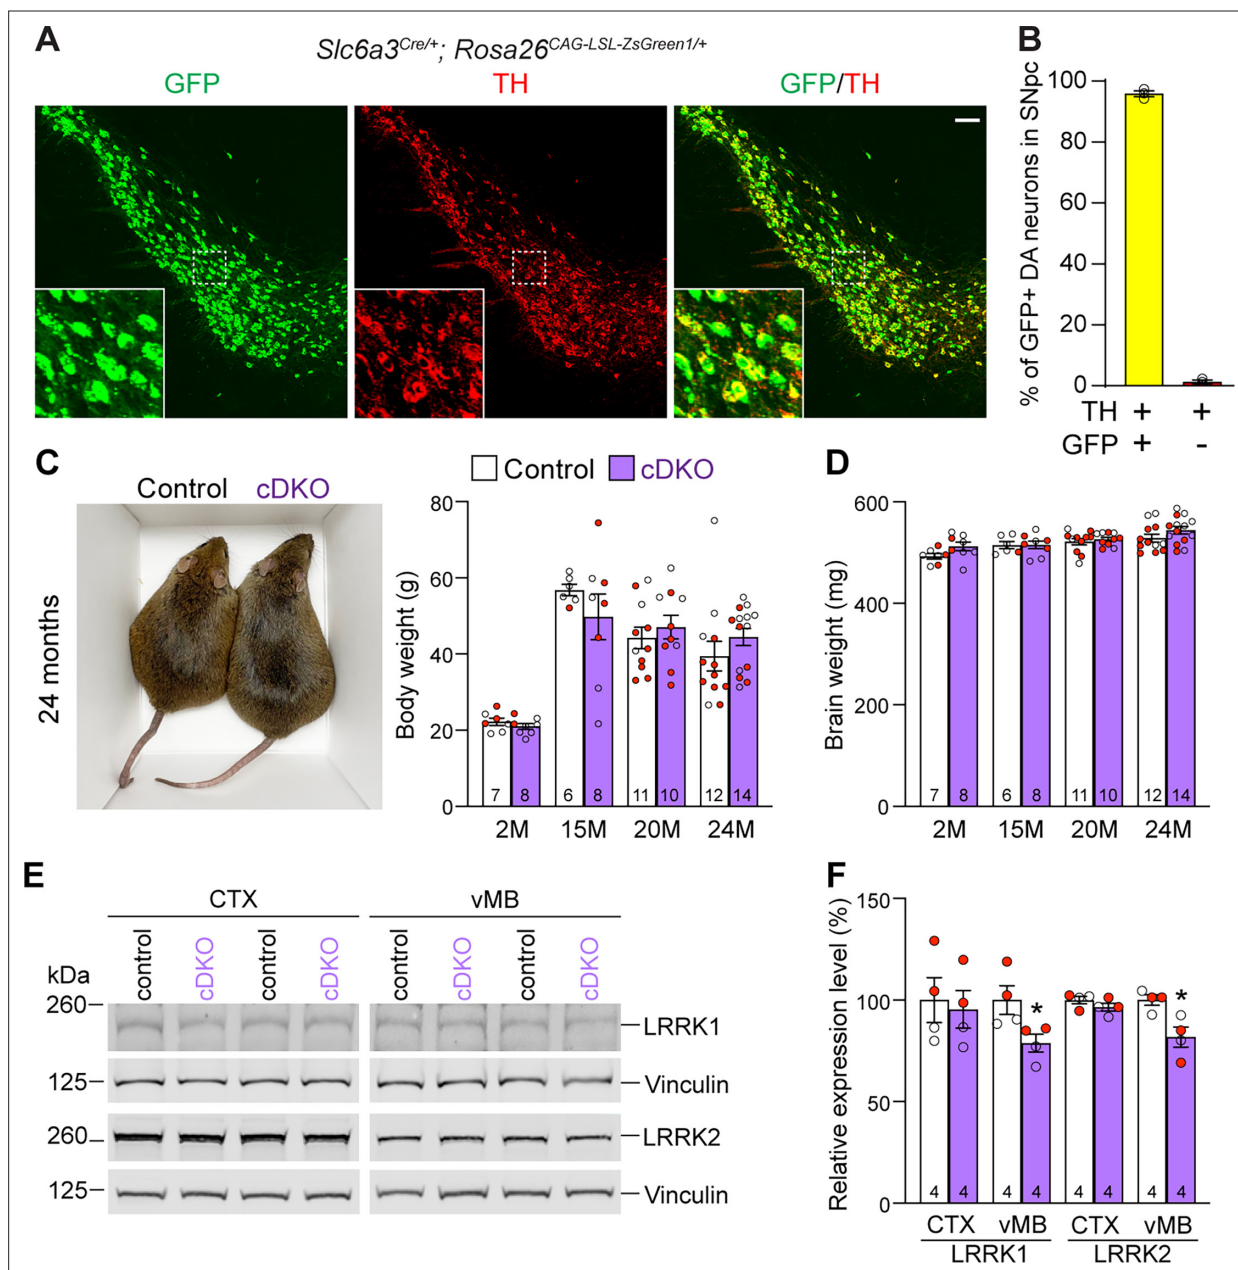 A
Slc6a3Cre/+; Rosa26CAG-LSL-ZsGreen1/+
GFP
TH
GFP/TH
B
% of GFP+ DA neurons in SNpc
100
80
60
40
20
0
TH + +
GFP + -
C
Control cDKO
24 months
Control cDKO
Body weight (g)
80
60
40
20
0
7 8 6 8 11 10 12 14
2M 15M 20M 24M
D
Brain weight (mg)
600
400
200
0
7 8 6 8 11 10 12 14
2M 15M 20M 24M
E
CTX vMB
kDa
control cDKO control cDKO control cDKO control cDKO
260
LRRK1
125
Vinculin
260
LRRK2
125
Vinculin
F
Relative expression level (%)
150
100
50
0
* *
4 4 4 4 4 4 4 4
CTX vMB CTX vMB
LRRK1 LRRK2